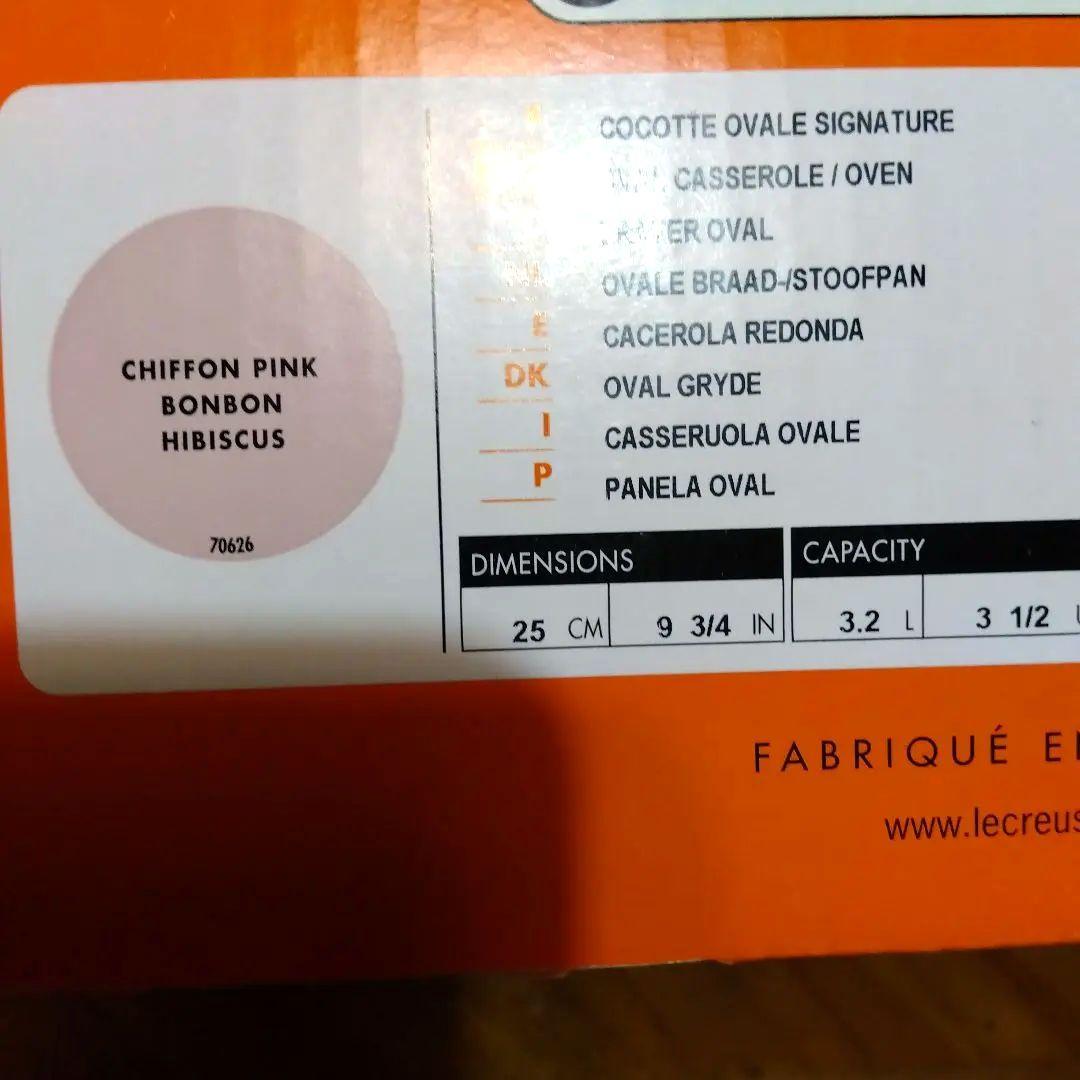 CHIFFON PINK
BONBON
HIBISCUS
70626
COCOTTE OVALE SIGNATURE
CASSEROLE / OVEN
OVAL
OVALE BRAAD-/STOOFPAN
E CACEROLA REDONDA
DK OVAL GRYDE
I CASSERUOLA OVALE
P PANELA OVAL
DIMENSIONS CAPACITY
25 CM 9 3/4 IN 3.2 L 3 1/2
FABRIQUÉ
www.lecreus